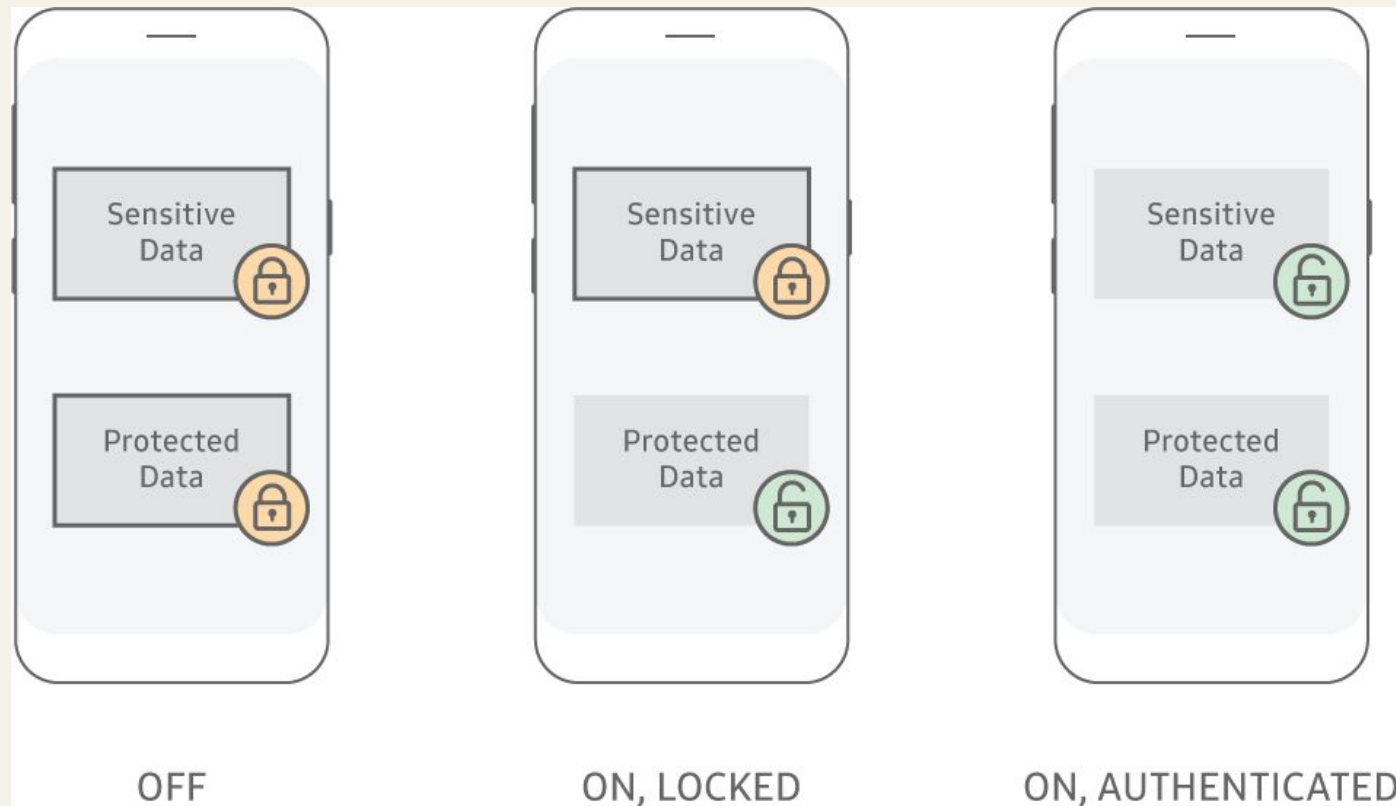 Sensitive
Data
Protected
Data
OFF
Sensitive
Data
Protected
Data
ON, LOCKED
Sensitive
Data
Protected
Data
ON, AUTHENTICATED